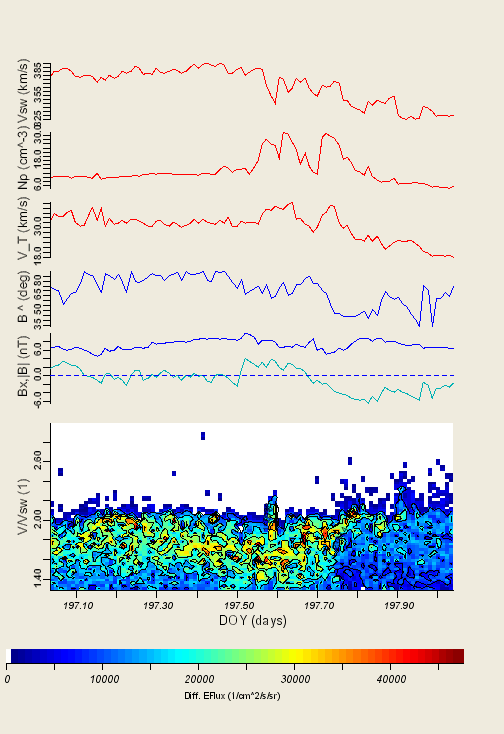 Vsw (km/s)
385
355
325
Np (cm^-3)
30.0
18.0
6.0
V_T (km/s)
30.0
18.0
B ^ (deg)
80
65
50
35
Bx,|B| (nT)
6.0
0.0
-6.0
V/Vsw (1)
2.60
2.00
1.40
197.10 197.30 197.50 197.70 197.90
DOY (days)
0 10000 20000 30000 40000
Diff. EFlux (1/cm^2/s/sr)